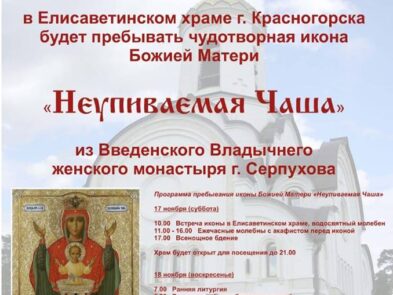 в Елисаветинском храме г. Красногорска
будет пребывать чудотворная икона
Божией Матери
«Неупиваемая Чаша»
из Введенского Владычнего
женского монастыря г. Серпухова
Программа пребывания иконы Божией Матери «Неупиваемая Чаша»
17 ноября (суббота)
10.00 Встреча иконы в Елисаветинском храме, водосвятный молебен
11.00 - 16.00 Ежечасные молебны с акафистом перед иконой
17.00 Всенощное бдение
Храм будет открыт для посещения до 21.00
18 ноября (воскресенье)
7.00 Ранняя литургия